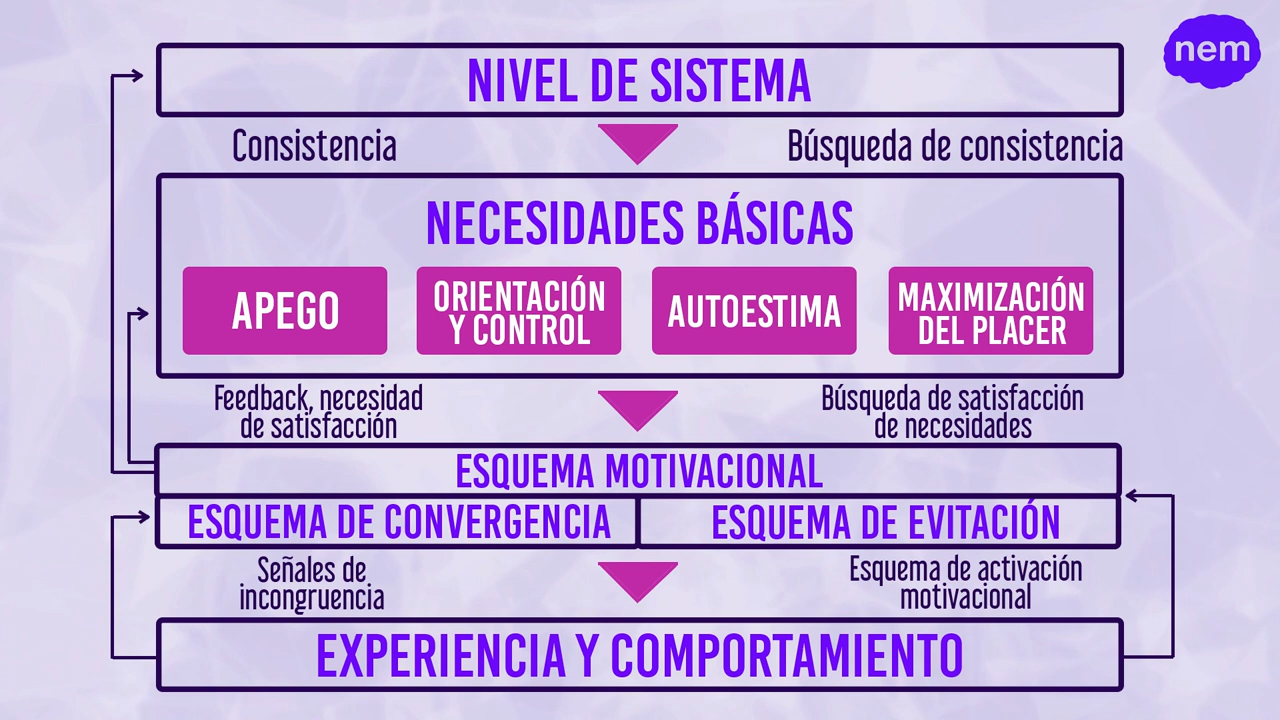 nem
NIVEL DE SISTEMA
Consistencia
Búsqueda de consistencia
NECESIDADES BÁSICAS
APEGO
ORIENTACIÓN
Y CONTROL
AUTOESTIMA
MAXIMIZACIÓN
DEL PLACER
Feedback, necesidad
de satisfacción
Búsqueda de satisfacción
de necesidades
ESQUEMA MOTIVACIONAL
ESQUEMA DE CONVERGENCIA
ESQUEMA DE EVITACIÓN
Señales de
incongruencia
Esquema de activación
motivacional
EXPERIENCIA Y COMPORTAMIENTO